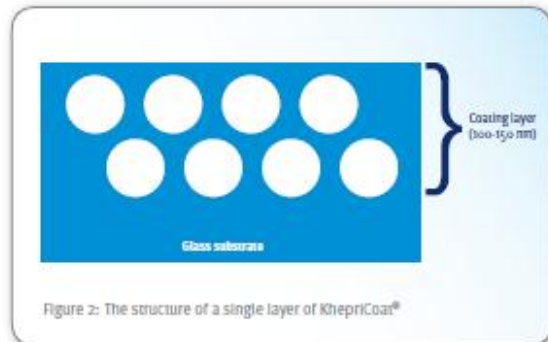 Coating layer
(100-150 nm)
Glass substrate
Figure 2: The structure of a single layer of KhepriCoat®